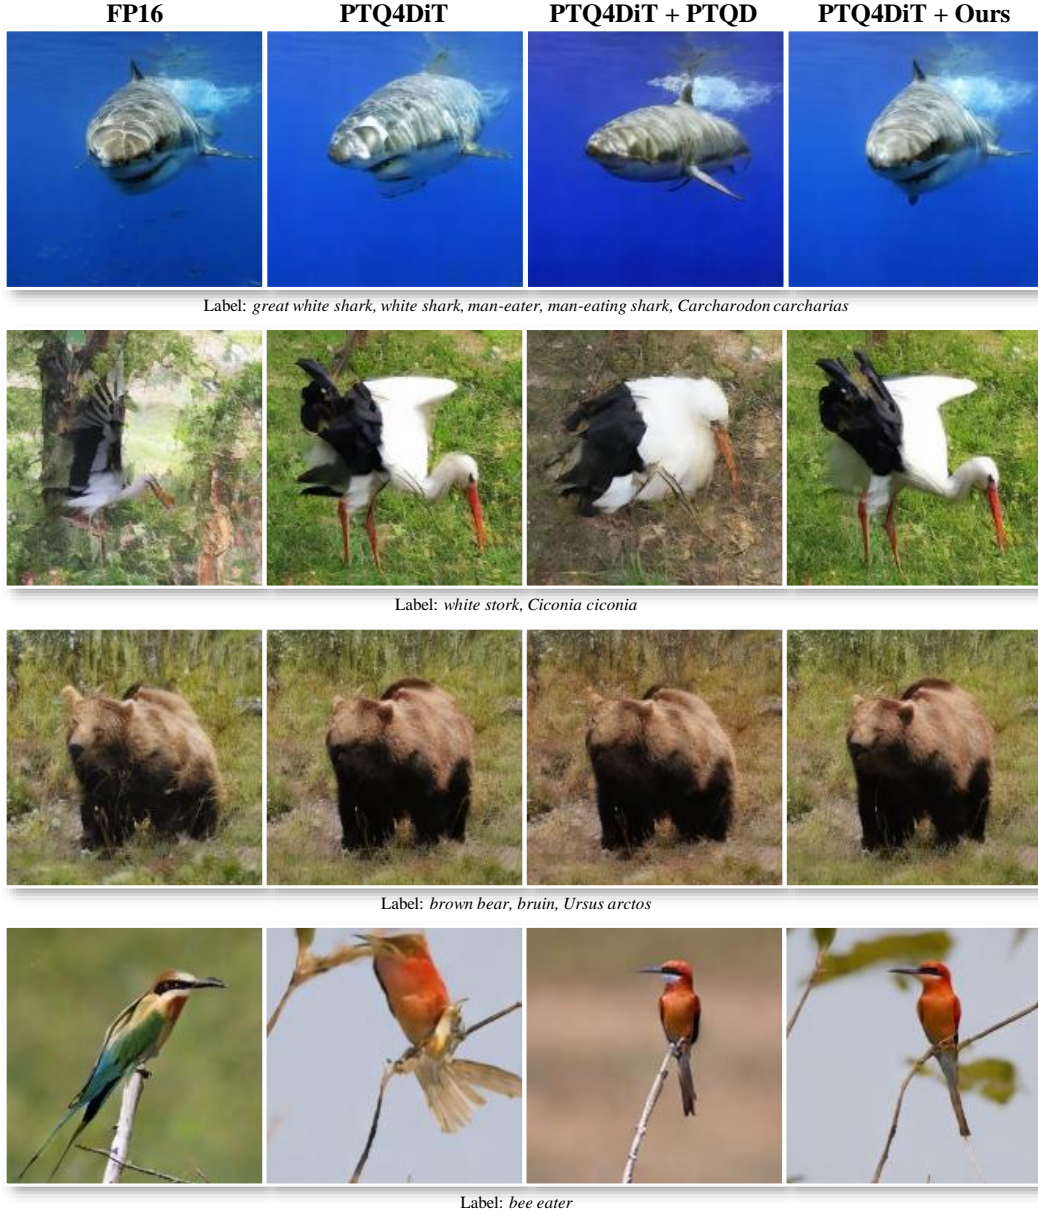 FP16 PTQ4DiT PTQ4DiT + PTQD PTQ4DiT + Ours
Label: great white shark, white shark, man-eater, man-eating shark, Carcharodon carcharias
Label: white stork, Ciconia ciconia
Label: brown bear, bruin, Ursus arctos
Label: bee eater